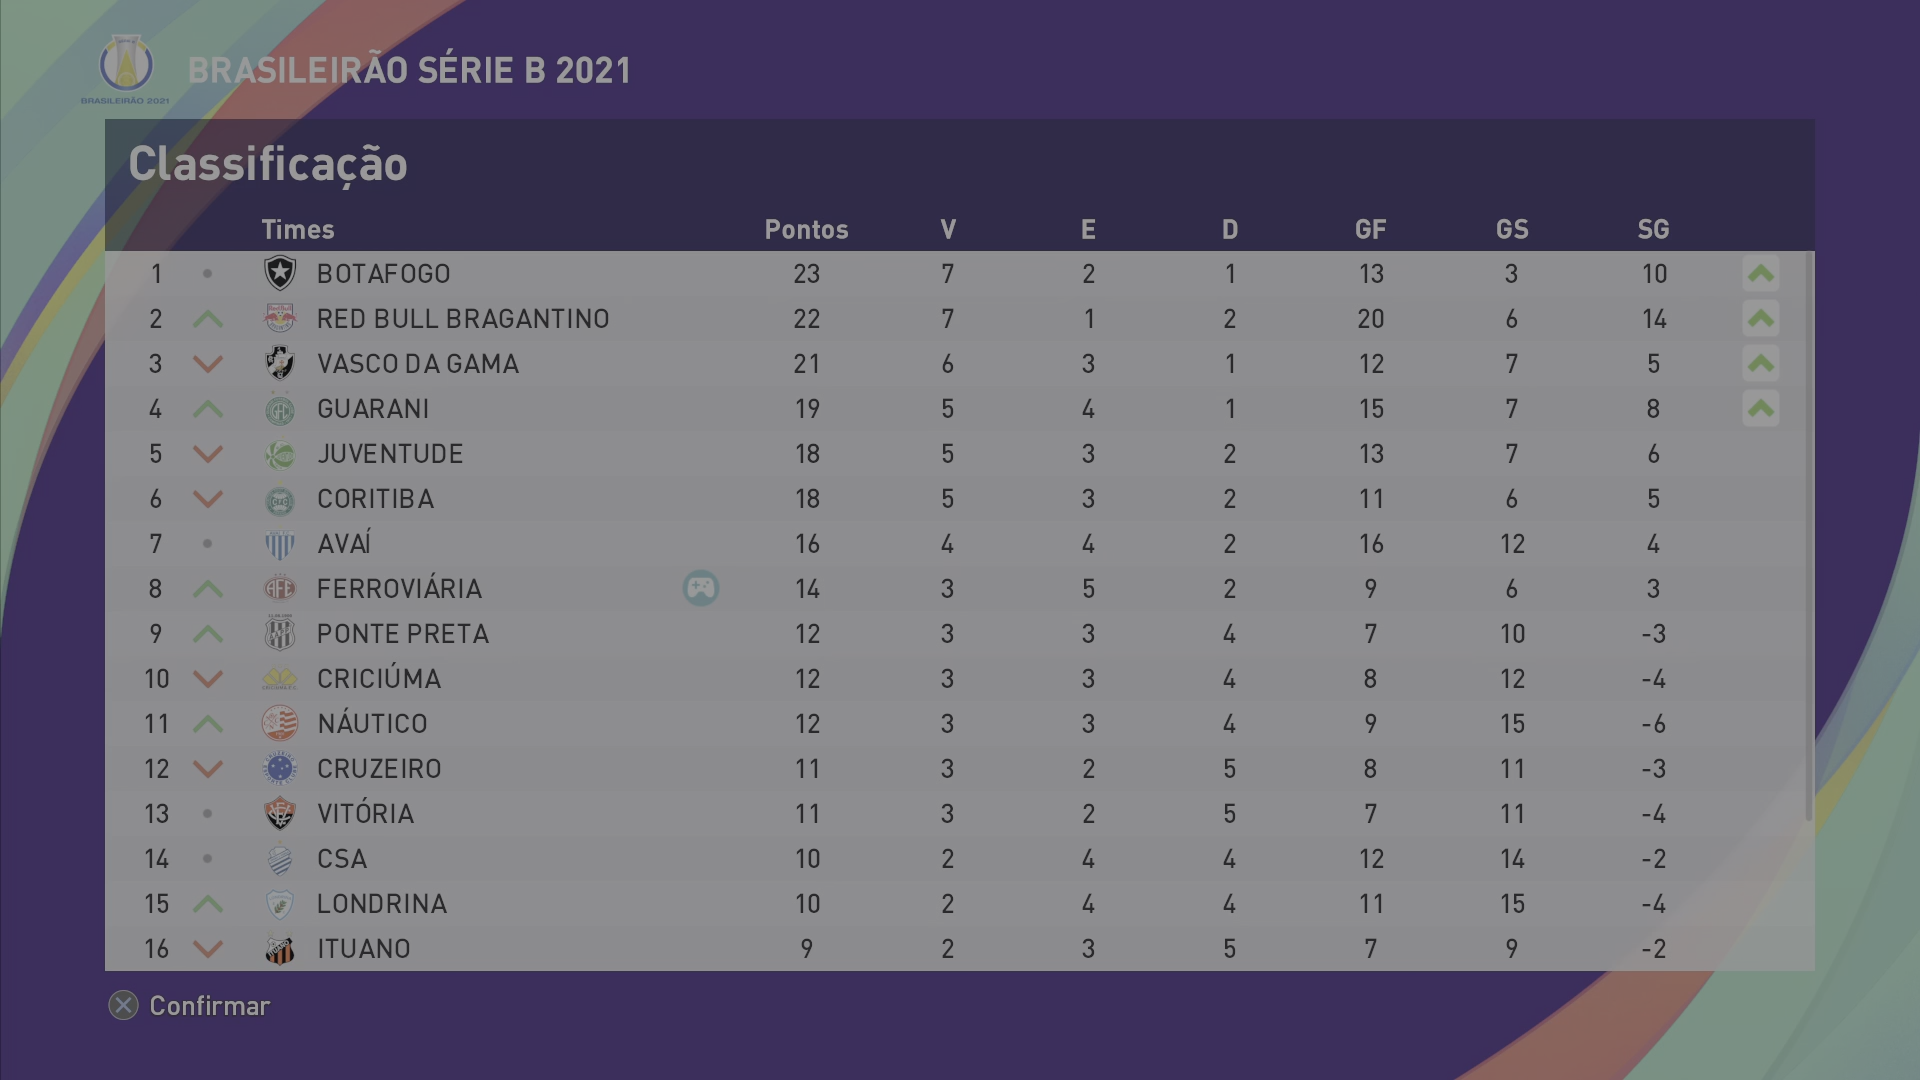 BRASILEIRÃO 2021
BRASILEIRÃO SÉRIE B 2021
Classificação
Times Pontos V E D GF GS SG
1 BOTAFOGO 23 7 2 1 13 3 10
2 RED BULL BRAGANTINO 22 7 1 2 20 6 14
3 VASCO DA GAMA 21 6 3 1 12 7 5
4 GUARANI 19 5 4 1 15 7 8
5 JUVENTUDE 18 5 3 2 13 7 6
6 CORITIBA 18 5 3 2 11 6 5
7 AVAÍ 16 4 4 2 16 12 4
8 FERROVIÁRIA 14 3 5 2 9 6 3
9 PONTE PRETA 12 3 3 4 7 10 -3
10 CRICIÚMA 12 3 3 4 8 12 -4
11 NÁUTICO 12 3 3 4 9 15 -6
12 CRUZEIRO 11 3 2 5 8 11 -3
13 VITÓRIA 11 3 2 5 7 11 -4
14 CSA 10 2 4 4 12 14 -2
15 LONDRINA 10 2 4 4 11 15 -4
16 ITUANO 9 2 3 5 7 9 -2
Confirmar